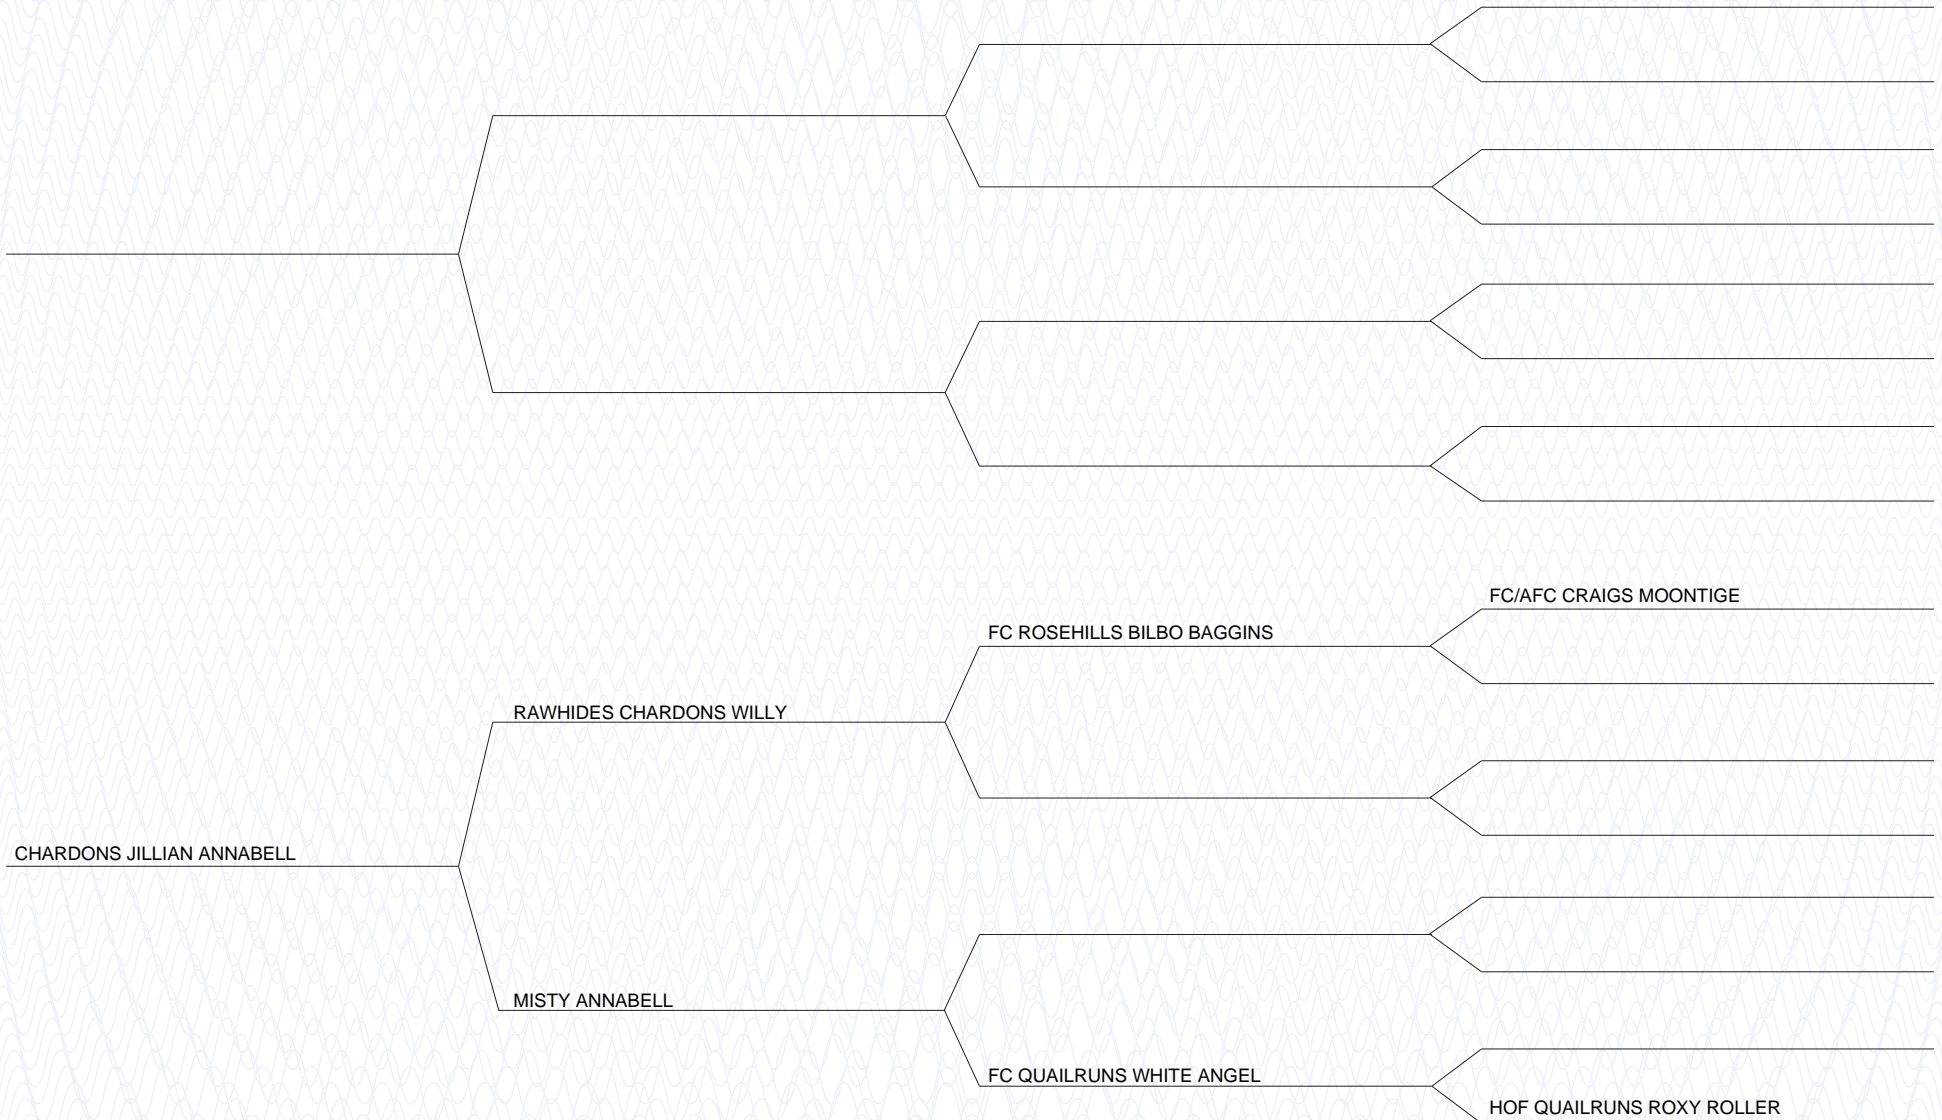 FC/AFC CRAIGS MOONTIGE
FC ROSEHILLS BILBO BAGGINS
RAWHIDES CHARDONS WILLY
CHARDONS JILLIAN ANNABELL
MISTY ANNABELL
FC QUAILRUNS WHITE ANGEL
HOF QUAILRUNS ROXY ROLLER